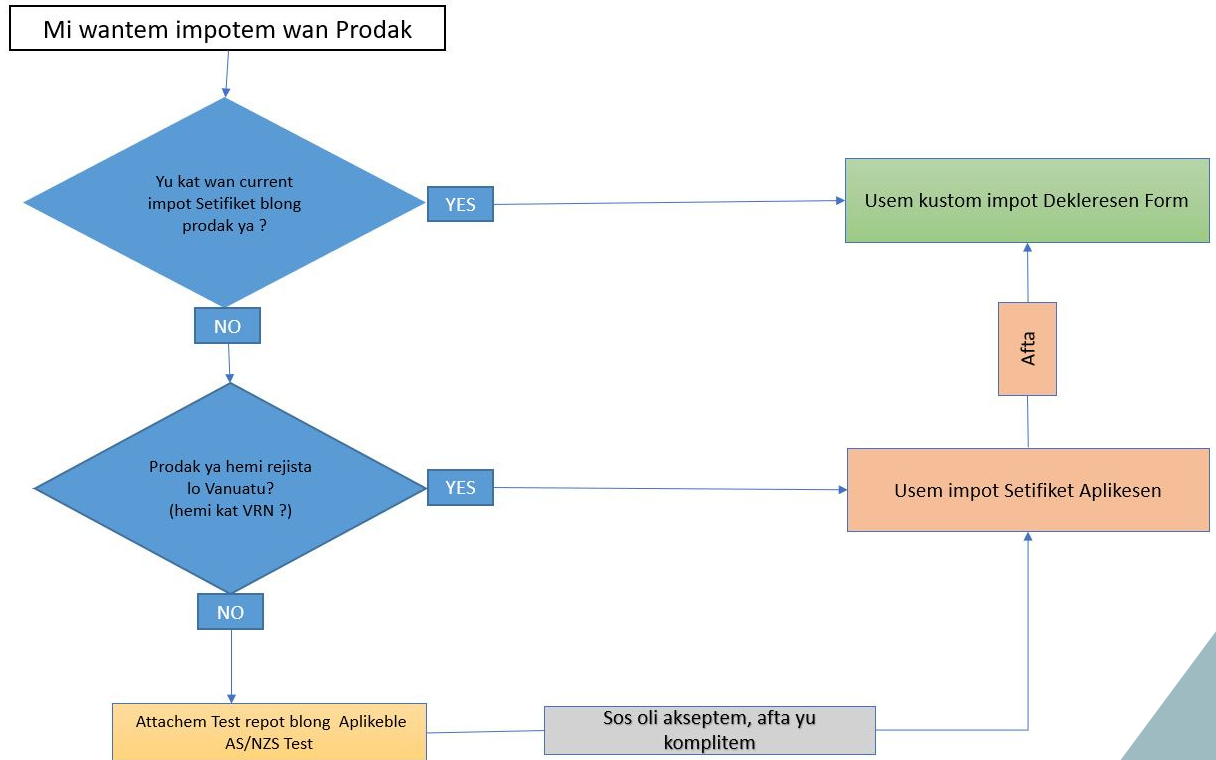 Mi wantem impotem wan Prodak
Yu kat wan current
impot Setifiket blong
prodak ya ?
YES
Usem kustom impot Dekleresen Form
NO
Afta
Prodak ya hemi rejista
lo Vanuatu?
(hemi kat VRN ?)
YES
Usem impot Setifiket Aplikesen
NO
Attachem Test repot blong Aplikeble
AS/NZS Test
Sos oli akseptem, afta yu
komplitem